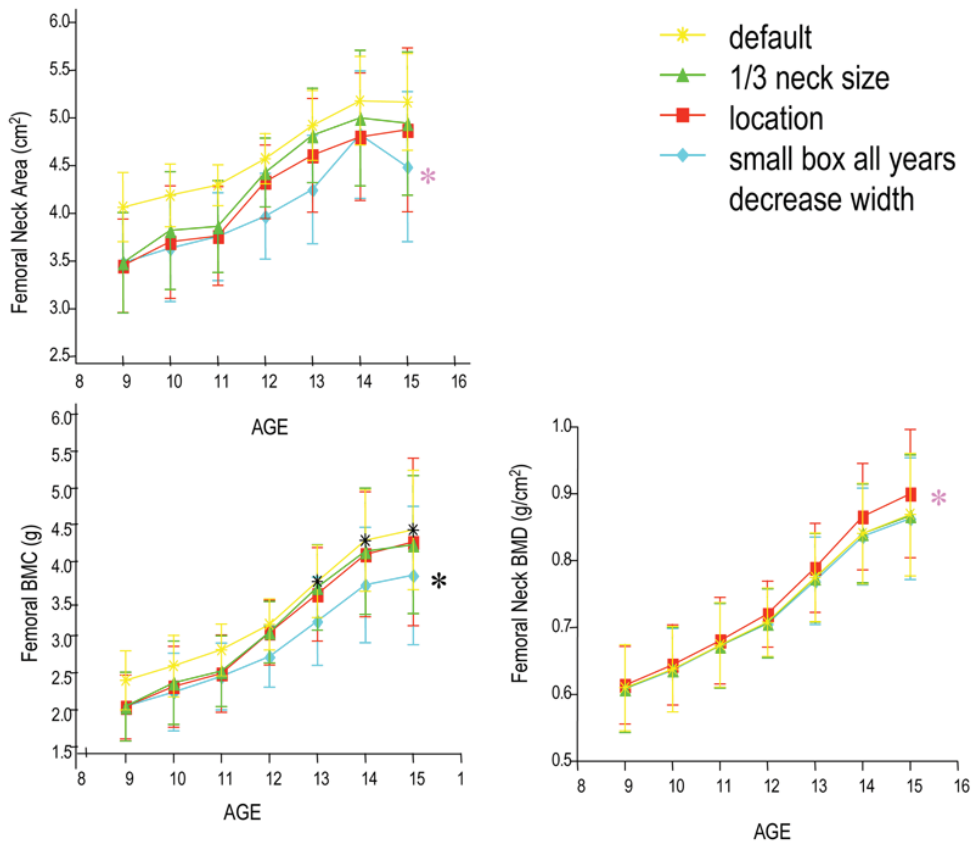 6.0
5.5
5.0
4.5
4.0
3.5
3.0
2.5
Femoral Neck Area (cm²)
*
8 9 10 11 12 13 14 15 16
AGE
default
1/3 neck size
location
small box all years
decrease width
6.0
5.5
5.0
4.5
4.0
3.5
3.0
2.0
1.5
Femoral BMC (g)
*
8 9 10 11 12 13 14 15 1
AGE
1.0
0.9
0.8
0.7
0.6
0.5
Femoral Neck BMD (g/cm²)
*
8 9 10 11 12 13 14 15 16
AGE